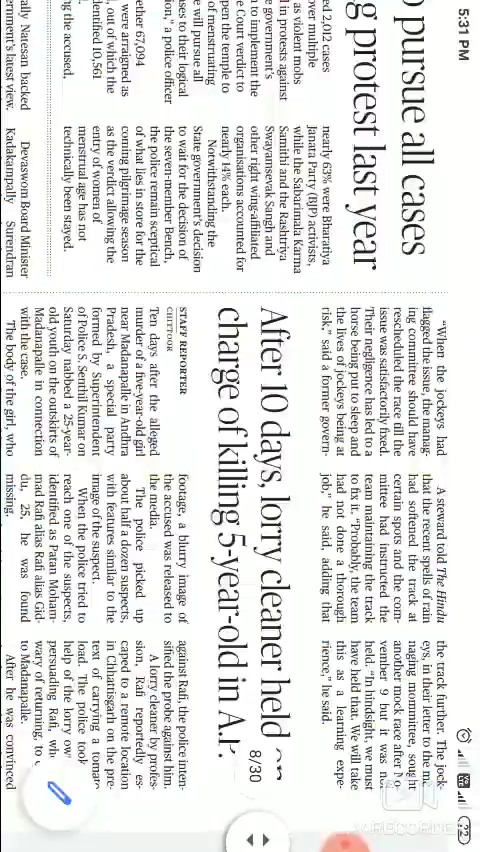 5:31 PM
22
o pursue all cases
g protest last year
ed 2,012 cases
over multiple
as violent mobs
d in protests against
e government's
n to implement the
e Court verdict to
pen the temple to
of menstruating
e will pursue all
ses to their logical
ion," a police officer
ether 67,094
were arraigned as
, out of which the
dentified 10,561
ng the accused,
ally Natesan backed
ernment's latest view.
nearly 63% were Bharatiya
Janata Party (BJP) activists,
while the Sabarimala Karma
Samithi and the Rashtriya
Swayamsevak Sangh and
other right wing-affiliated
organisations accounted for
nearly 14% each.
Notwithstanding the
State government's decision
to wait for the decision of
the seven-member Bench,
the police remain sceptical
of what lies in store for the
coming pilgrimage season
as the verdict allowing the
entry of women of
menstrual age has not
technically been stayed.
Devaswom Board Minister
Kadakampally Surendran
"When the jockeys had
flagged the issue, the manag-
ing committee should have
rescheduled the race till the
issue was satisfactorily fixed.
Their negligence has led to a
horse being put to sleep and
the lives of jockeys being at
risk," said a former govern-
A steward told The Hindu
that the recent spells of rain
had softened the track at
certain spots and the com-
mittee had instructed the
team maintaining the track
to fix it. "Probably, the team
had not done a thorough
job," he said, adding that
the track further. The jock-
eys, in their letter to the ma-
naging mommittee, sought
another mock race after No-
vember 9 but it was not
held. "In hindsight, we must
have held that. We will take
this as a learning expe-
rience," he said.
After 10 days, lorry cleaner held on
charge of killing 5-year-old in A.P.
STAFF REPORTER
CHITTOOR
Ten days after the alleged
murder of a five-year-old girl
near Madanapalle in Andhra
Pradesh, a special party
formed by Superintendent
of Police S. Senthil Kumar on
Saturday nabbed a 25-year-
old youth on the outskirts of
Madanapalle in connection
with the case.
The body of the girl, who
footage, a blurry image of
the accused was released to
the media.
The police picked up
about half a dozen suspects,
with features similar to the
image of the suspect.
When the police tried to
reach one of the suspects,
identified as Patan Moham-
mad Rafi alias Rafi alias Gid-
du, 25, he was found
missing.
against Rafi, the police inten-
sified the probe against him.
A lorry cleaner by profes-
sion, Rafi reportedly es-
caped to a remote location
in Chhattisgarh on the pre-
text of carrying a tomato
load. The police took
help of the lorry ow
persuading Rafi, wh
wary of returning, to
to Madanapalle.
After he was convinced
8/30